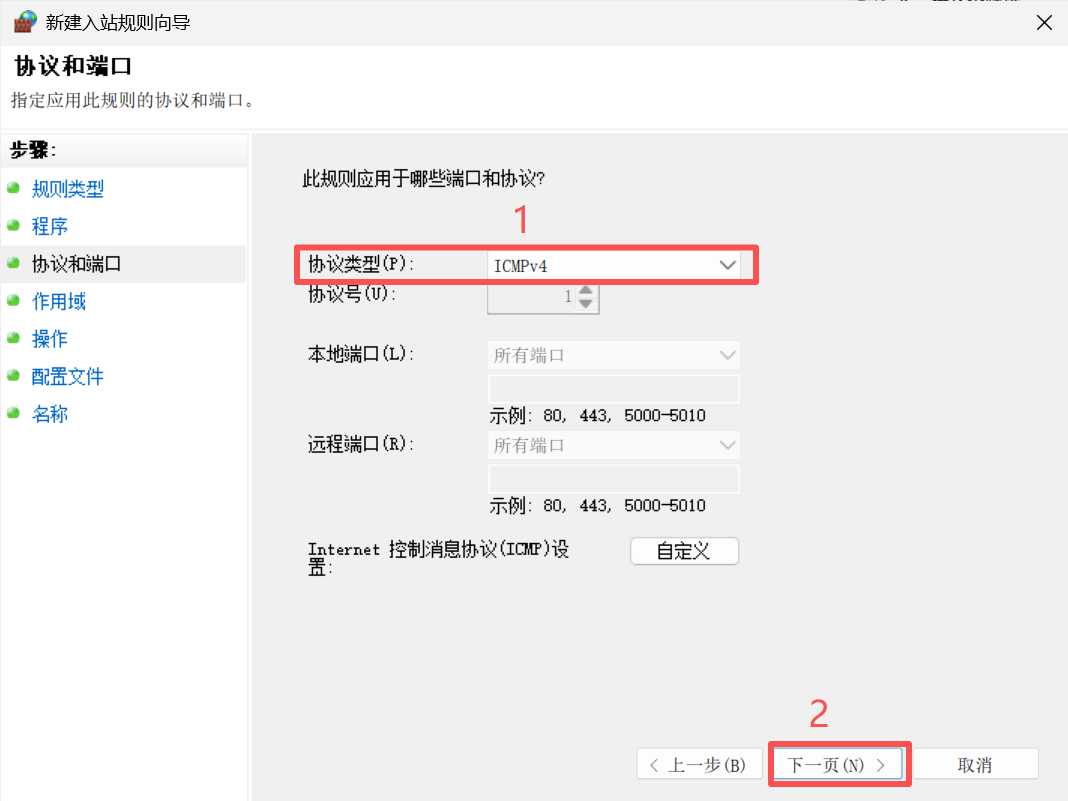 新建入站规则向导
协议和端口
指定应用此规则的协议和端口。
步骤:
规则类型
程序
协议和端口
作用域
操作
配置文件
名称
此规则应用于哪些端口和协议?
1
协议类型(P): ICMPv4
协议号(U): 1
本地端口(L): 所有端口
示例: 80, 443, 5000-5010
远程端口(R): 所有端口
示例: 80, 443, 5000-5010
Internet 控制消息协议(ICMP)设
置:
自定义
2
< 上一步(B) 下一页(N) > 取消